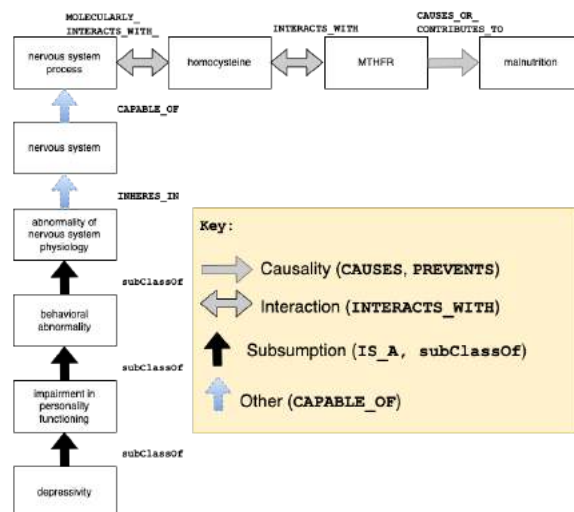 MOLECULARLY_
INTERACTS_WITH_
INTERACTS_WITH
CAUSES_OR_
CONTRIBUTES_TO
nervous system
process
homocysteine
MTHFR
malnutrition
CAPABLE_OF
nervous system
INHERES_IN
abnormality of
nervous system
physiology
subClassOf
behavioral
abnormality
subClassOf
impairment in
personality
functioning
subClassOf
depressivity
Key:
Causality (CAUSES, PREVENTS)
Interaction (INTERACTS_WITH)
Subsumption (IS_A, subClassOf)
Other (CAPABLE_OF)